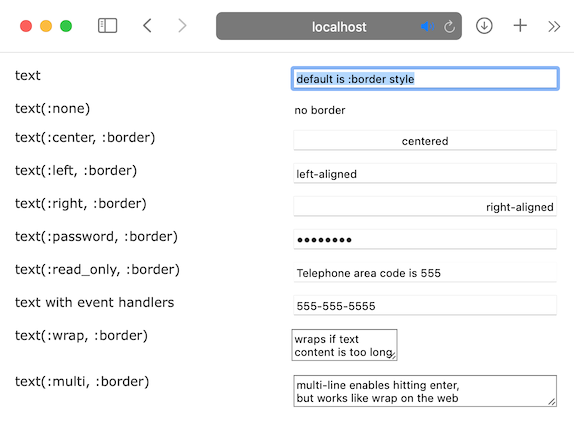 localhost
text
default is :border style
text(:none)
no border
text(:center, :border)
centered
text(:left, :border)
left-aligned
text(:right, :border)
right-aligned
text(:password, :border)
●●●●●●●●
text(:read_only, :border)
Telephone area code is 555
text with event handlers
555-555-5555
text(:wrap, :border)
wraps if text
content is too long
text(:multi, :border)
multi-line enables hitting enter,
but works like wrap on the web